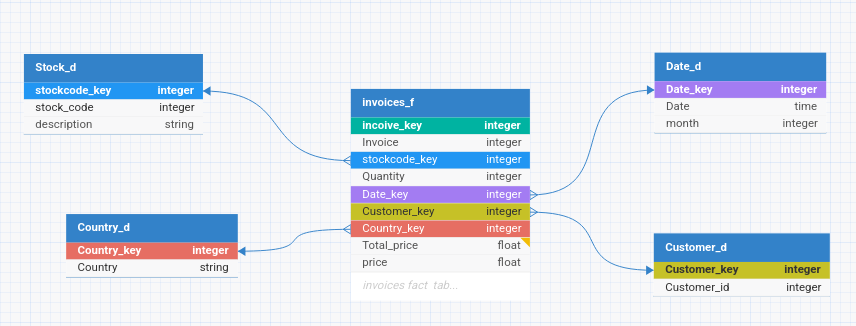 Stock_d
stockcode_key integer
stock_code integer
description string
Country_d
Country_key integer
Country string
invoices_f
incoive_key integer
Invoice integer
stockcode_key integer
Quantity integer
Date_key integer
Customer_key integer
Country_key integer
Total_price float
price float
invoices fact tab...
Date_d
Date_key integer
Date time
month integer
Customer_d
Customer_key integer
Customer_id integer